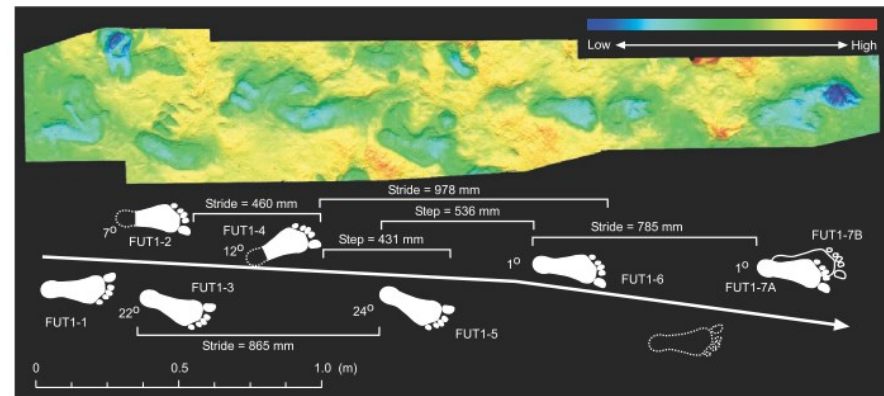 Low High
Stride = 978 mm
Stride = 460 mm
Step = 536 mm
7°
FUT1-2
FUT1-4
12°
Step = 431 mm
Stride = 785 mm
FUT1-7B
1°
FUT1-6
1°
FUT1-7A
FUT1-1
22°
FUT1-3
24°
FUT1-5
Stride = 865 mm
0 0.5 1.0 (m)